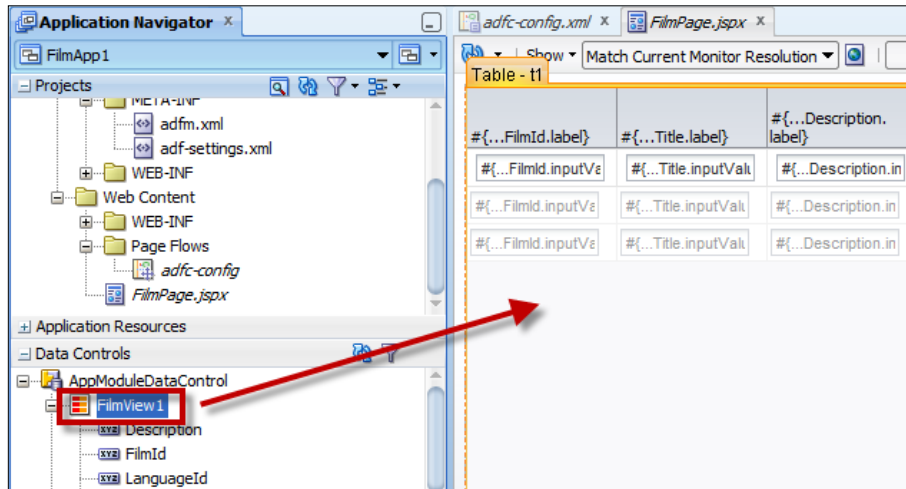 Application Navigator
FilmApp1
Projects
META-INF
adfm.xml
adf-settings.xml
WEB-INF
Web Content
WEB-INF
Page Flows
adfc-config
FilmPage.jspx
Application Resources
Data Controls
AppModuleDataControl
FilmView1
Description
FilmId
LanguageId
adfc-config.xml
FilmPage.jspx
Show
Match Current Monitor Resolution
Table - t1
#{...FilmId.label}
#{...Title.label}
#{...Description.
label}
#{...FilmId.inputVa
#{...Title.inputValu
#{...Description.in
#{...FilmId.inputVa
#{...Title.inputValu
#{...Description.in
#{...FilmId.inputVa
#{...Title.inputValu
#{...Description.in